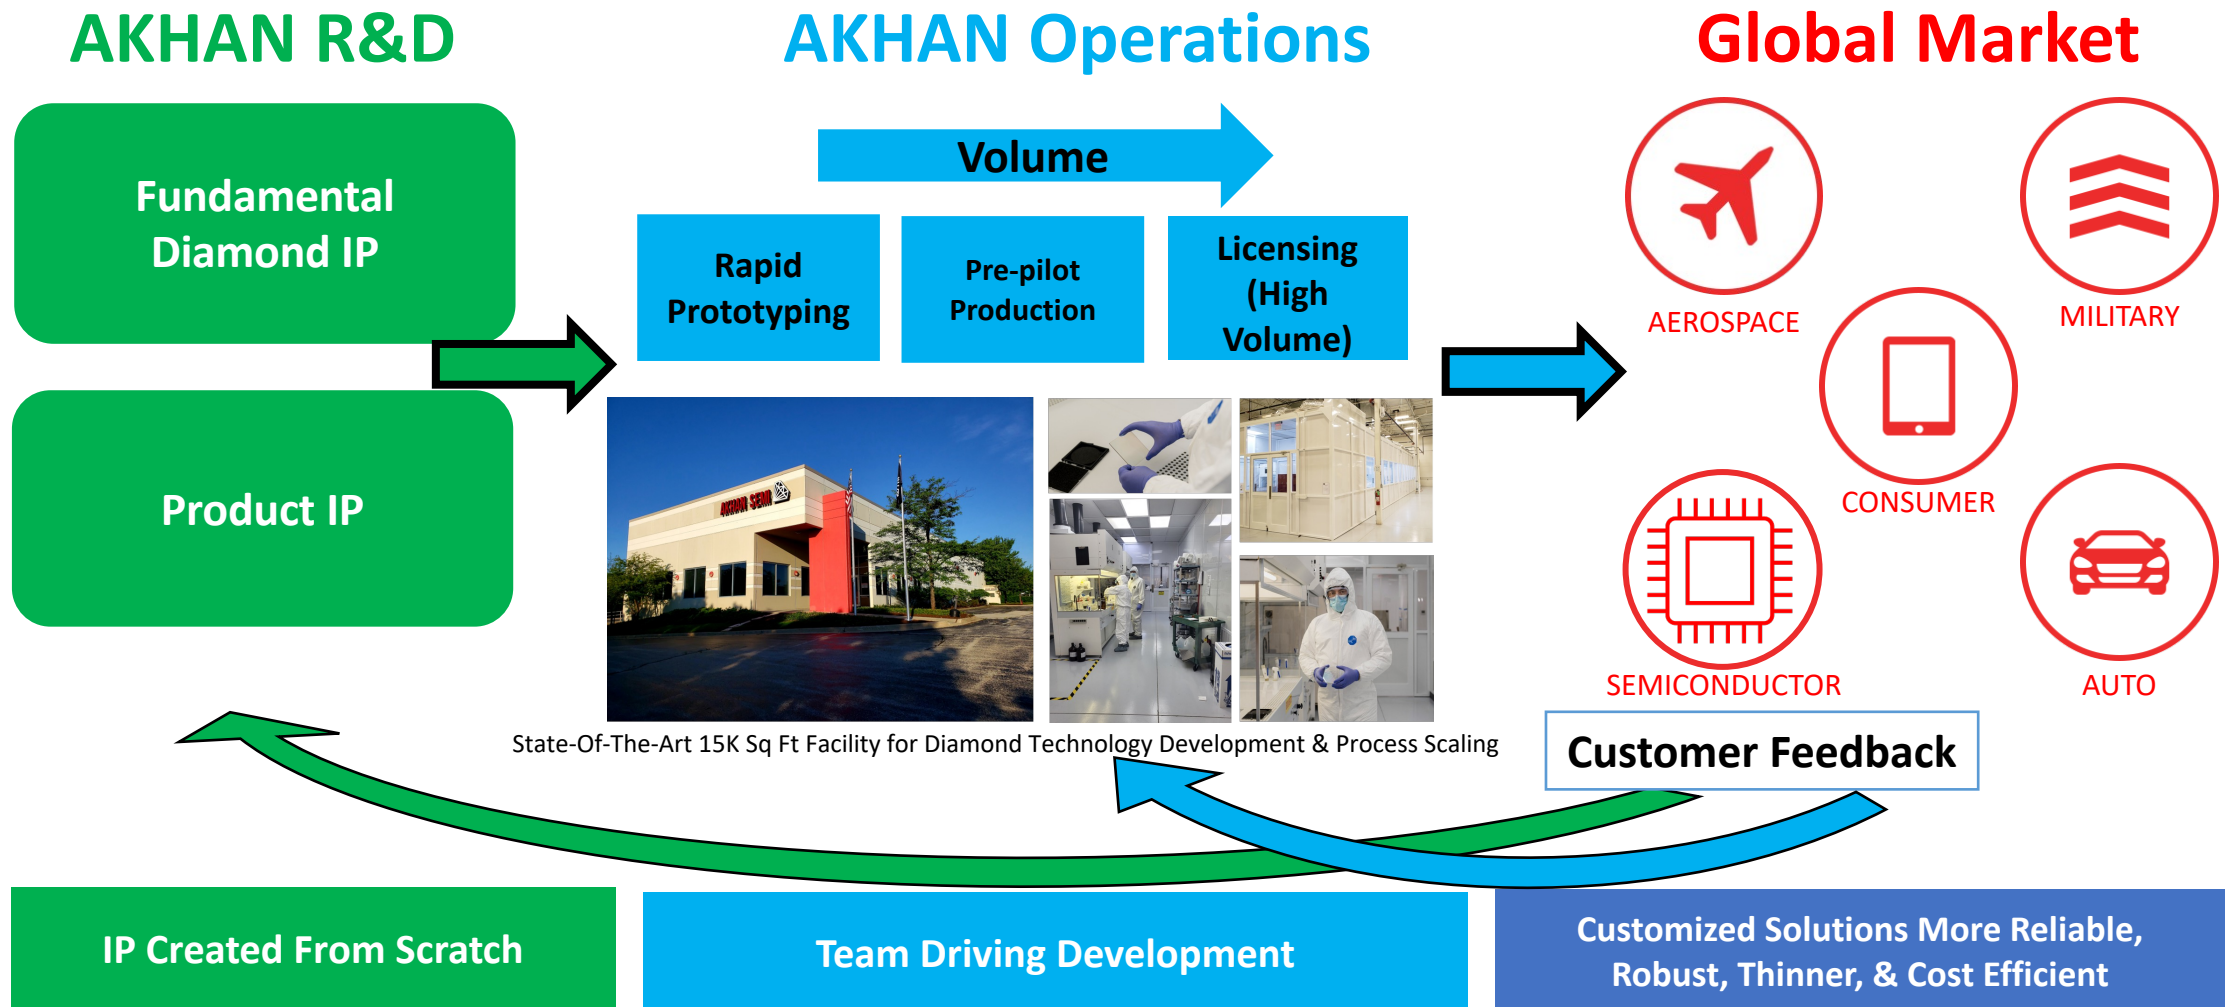 AKHAN R&D
AKHAN Operations
Global Market
Fundamental
Diamond IP
Product IP
Volume
Rapid
Prototyping
Pre-pilot
Production
Licensing
(High
Volume)
AKHAN SEMI
AEROSPACE
MILITARY
CONSUMER
SEMICONDUCTOR
AUTO
State-Of-The-Art 15K Sq Ft Facility for Diamond Technology Development & Process Scaling
Customer Feedback
IP Created From Scratch
Team Driving Development
Customized Solutions More Reliable,
Robust, Thinner, & Cost Efficient